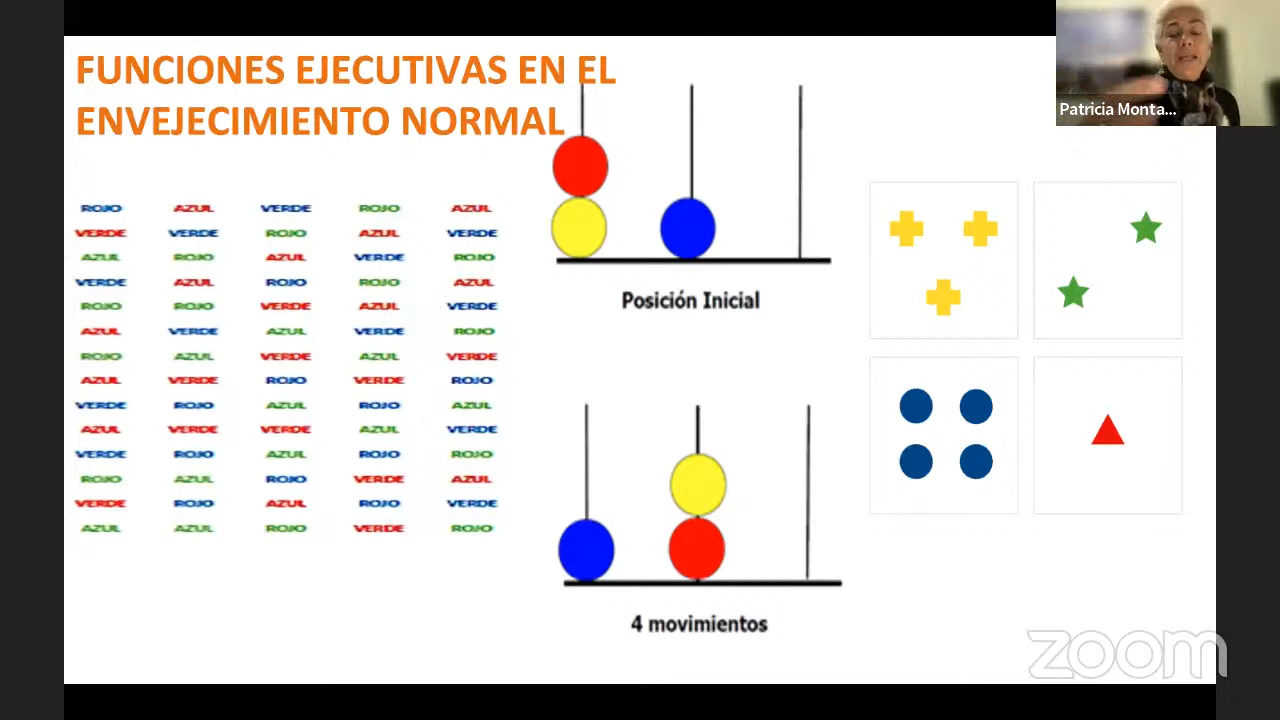 FUNCIONES EJECUTIVAS EN EL
ENVEJECIMIENTO NORMAL
Patricia Monta...
ROJO AZUL VERDE ROJO AZUL
VERDE VERDE ROJO AZUL VERDE
AZUL ROJO AZUL VERDE ROJO
VERDE AZUL ROJO ROJO AZUL
ROJO ROJO VERDE AZUL VERDE
AZUL VERDE AZUL VERDE ROJO
ROJO AZUL VERDE AZUL VERDE
AZUL VERDE ROJO VERDE ROJO
VERDE ROJO AZUL ROJO AZUL
AZUL VERDE VERDE AZUL VERDE
VERDE ROJO AZUL ROJO ROJO
ROJO AZUL ROJO VERDE AZUL
VERDE ROJO AZUL ROJO VERDE
AZUL AZUL ROJO VERDE ROJO
Posición Inicial
4 movimientos
zoom